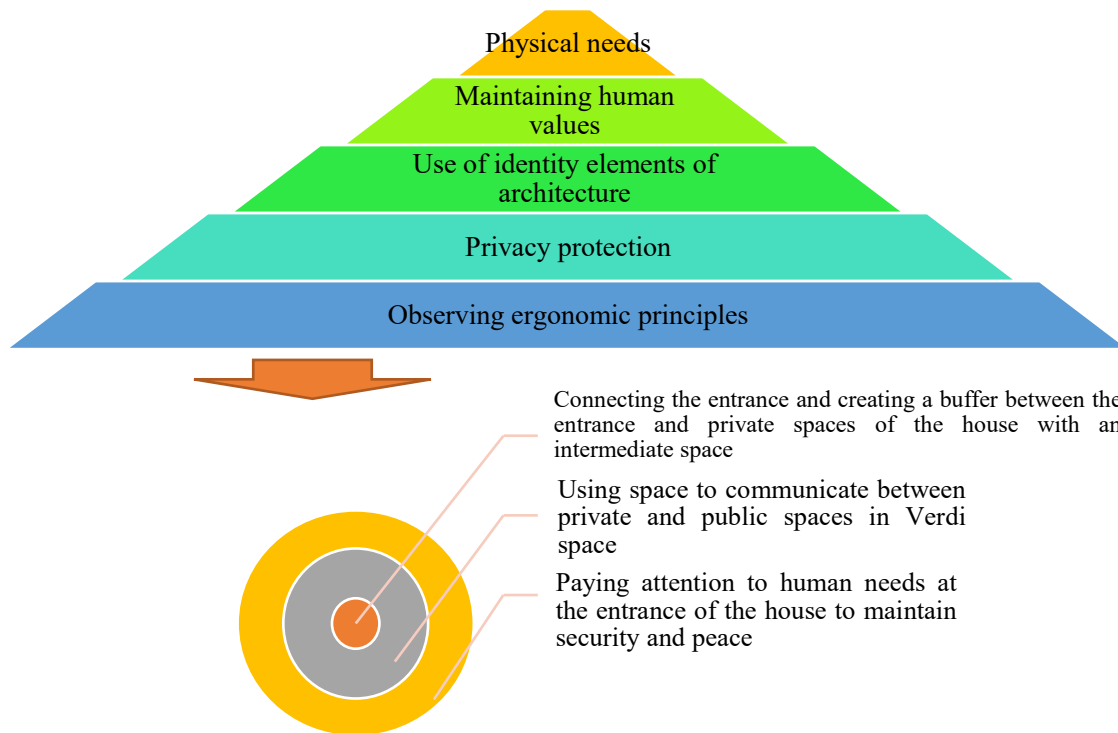 Physical needs
Maintaining human
values
Use of identity elements of
architecture
Privacy protection
Observing ergonomic principles
Connecting the entrance and creating a buffer between the
entrance and private spaces of the house with an
intermediate space
Using space to communicate between
private and public spaces in Verdi
space
Paying attention to human needs at
the entrance of the house to maintain
security and peace